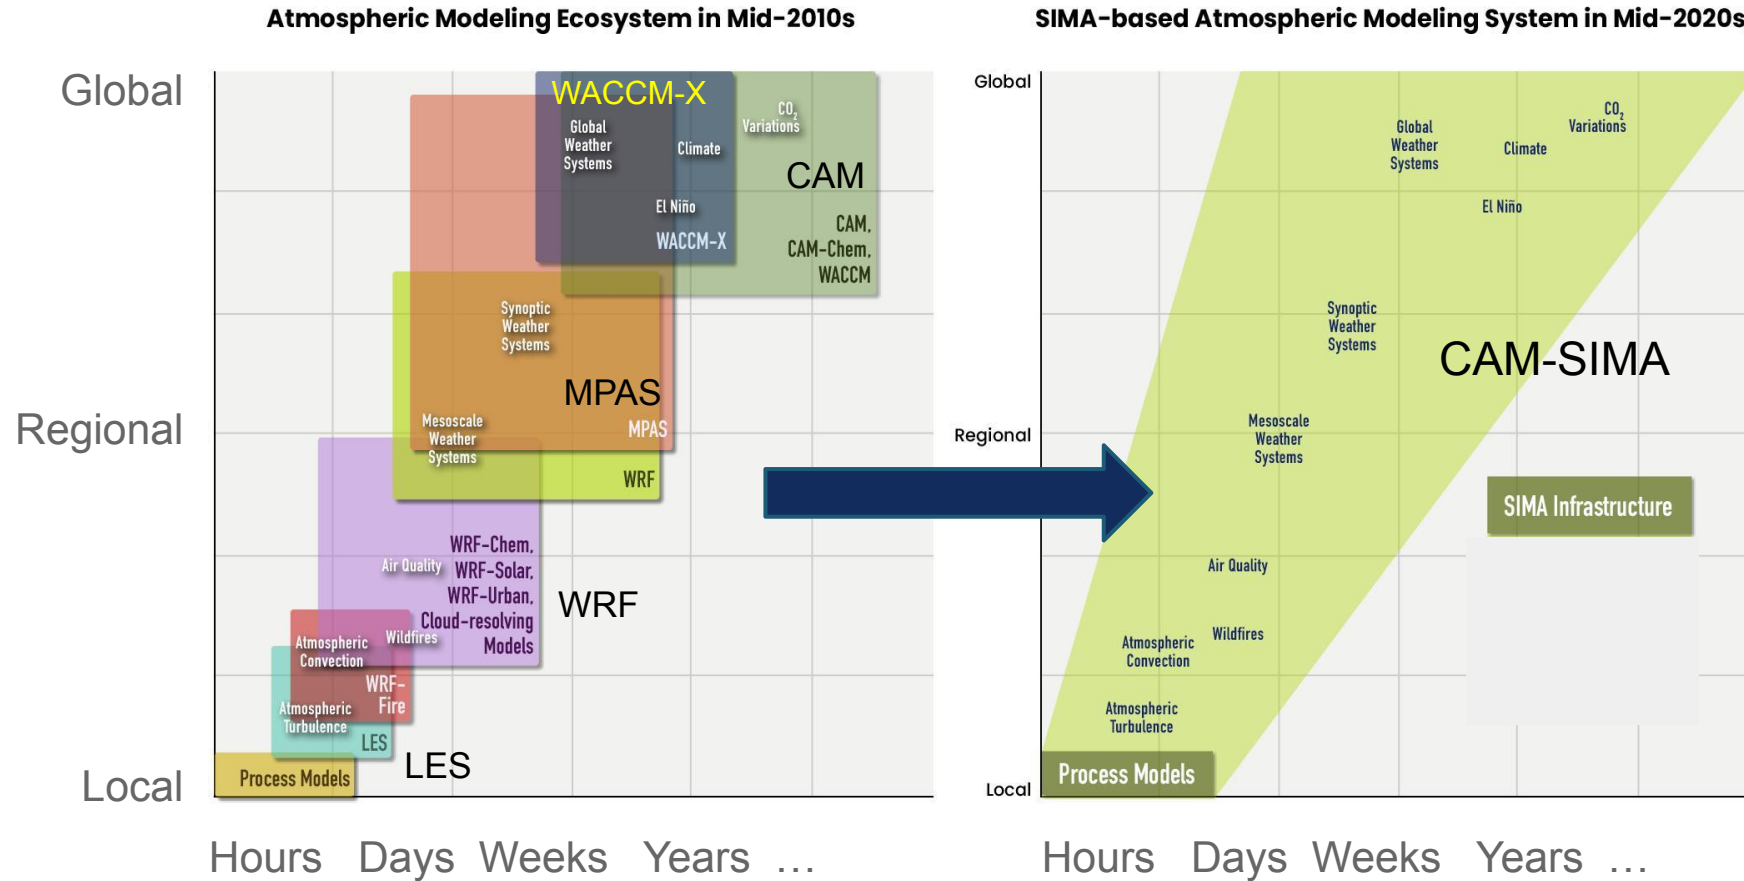 Atmospheric Modeling Ecosystem in Mid-2010s
Global
Regional
Local
WACCM-X
Global
Weather
Systems
Climate
CO₂
Variations
CAM
El Niño
WACCM-X
CAM,
CAM-Chem,
WACCM
Synoptic
Weather
Systems
MPAS
MPAS
Mesoscale
Weather
Systems
WRF
Air Quality
WRF-Chem,
WRF-Solar,
WRF-Urban,
Cloud-resolving
Models
WRF
Wildfires
Atmospheric
Convection
WRF-
Fire
Atmospheric
Turbulence
LES
LES
Process Models
Hours Days Weeks Years ...
SIMA-based Atmospheric Modeling System in Mid-2020s
Global
Regional
Local
CO₂
Variations
Global
Weather
Systems
Climate
El Niño
Synoptic
Weather
Systems
CAM-SIMA
Mesoscale
Weather
Systems
SIMA Infrastructure
Air Quality
Wildfires
Atmospheric
Convection
Atmospheric
Turbulence
Process Models
Hours Days Weeks Years ...